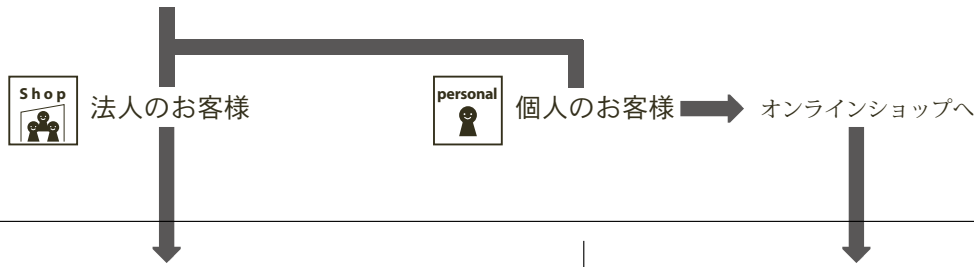 Shop
法人のお客様
personal
個人のお客様
オンラインショップへ